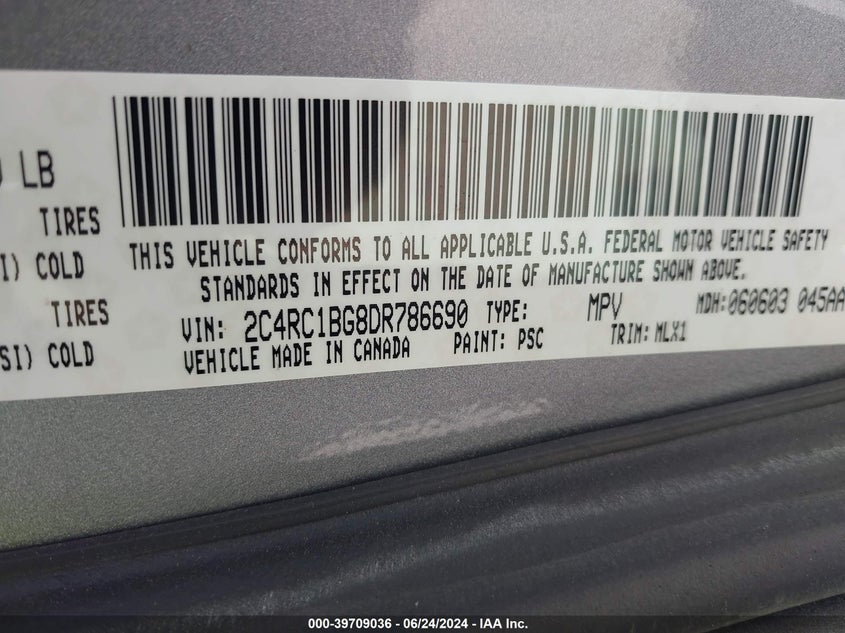 LB
TIRES
COLD
TIRES
SI) COLD
THIS VEHICLE CONFORMS TO ALL APPLICABLE U.S.A. FEDERAL MOTOR VEHICLE SAFETY
STANDARDS IN EFFECT ON THE DATE OF MANUFACTURE SHOWN ABOVE.
VIN: 2C4RC1BG8DR786690 TYPE: MPV MDH:060603 045AA
VEHICLE MADE IN CANADA PAINT: PSC TRIM: MLX1
000-39709036 - 06/24/2024 - IAA Inc.